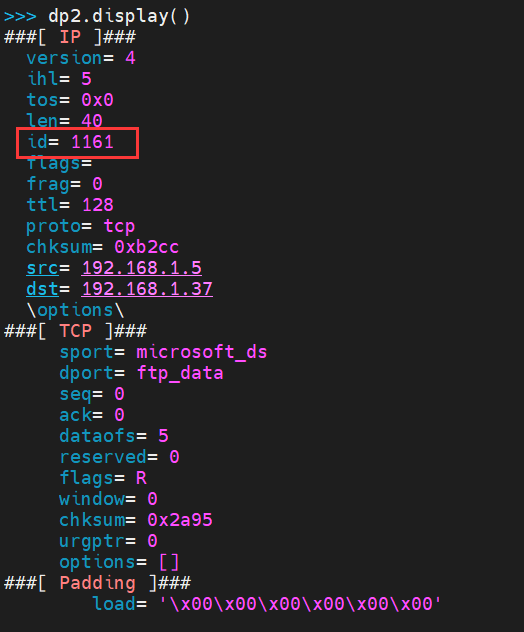 >>> dp2.display()
###[ IP ]###
  version= 4
  ihl= 5
  tos= 0x0
  len= 40
  id= 1161
  flags=
  frag= 0
  ttl= 128
  proto= tcp
  chksum= 0xb2cc
  src= 192.168.1.5
  dst= 192.168.1.37
  \options\
###[ TCP ]###
     sport= microsoft_ds
     dport= ftp_data
     seq= 0
     ack= 0
     dataofs= 5
     reserved= 0
     flags= R
     window= 0
     chksum= 0x2a95
     urgptr= 0
     options= []
###[ Padding ]###
        load= '\x00\x00\x00\x00\x00\x00'